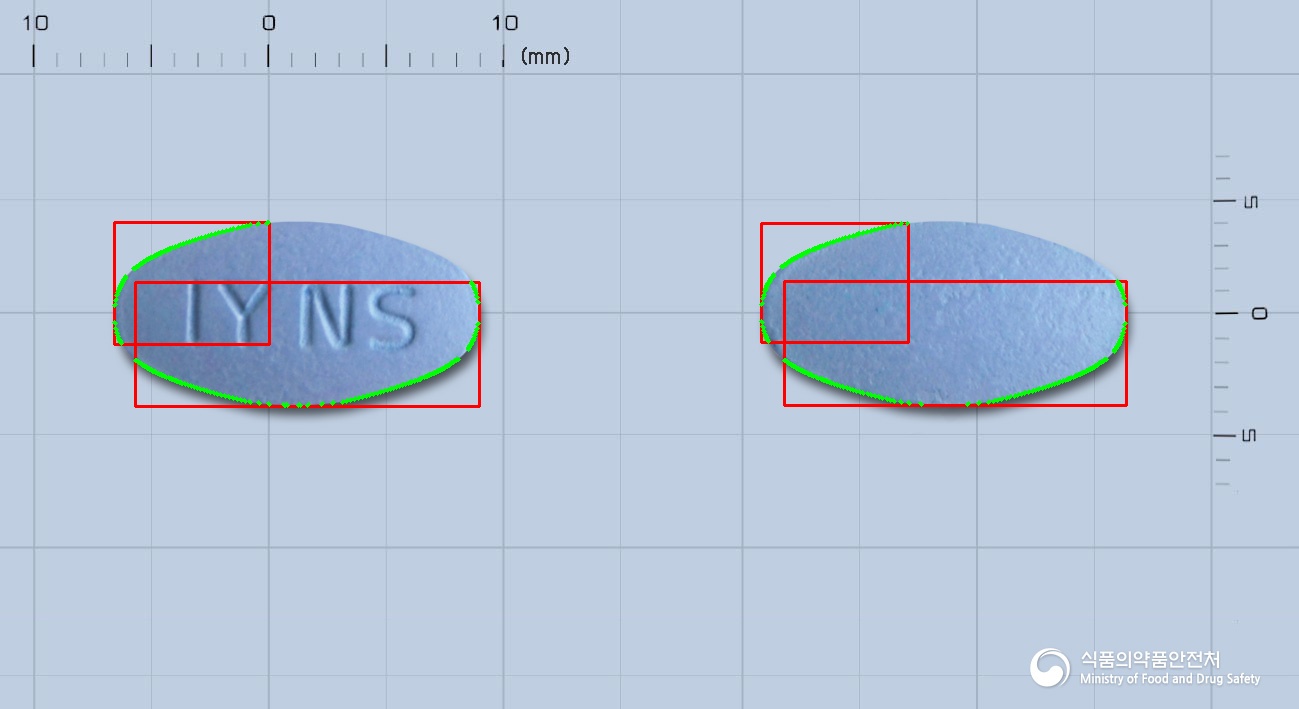 10 0 10
(mm)
IYNS
5
0
5
식품의약품안전처
Ministry of Food and Drug Safety